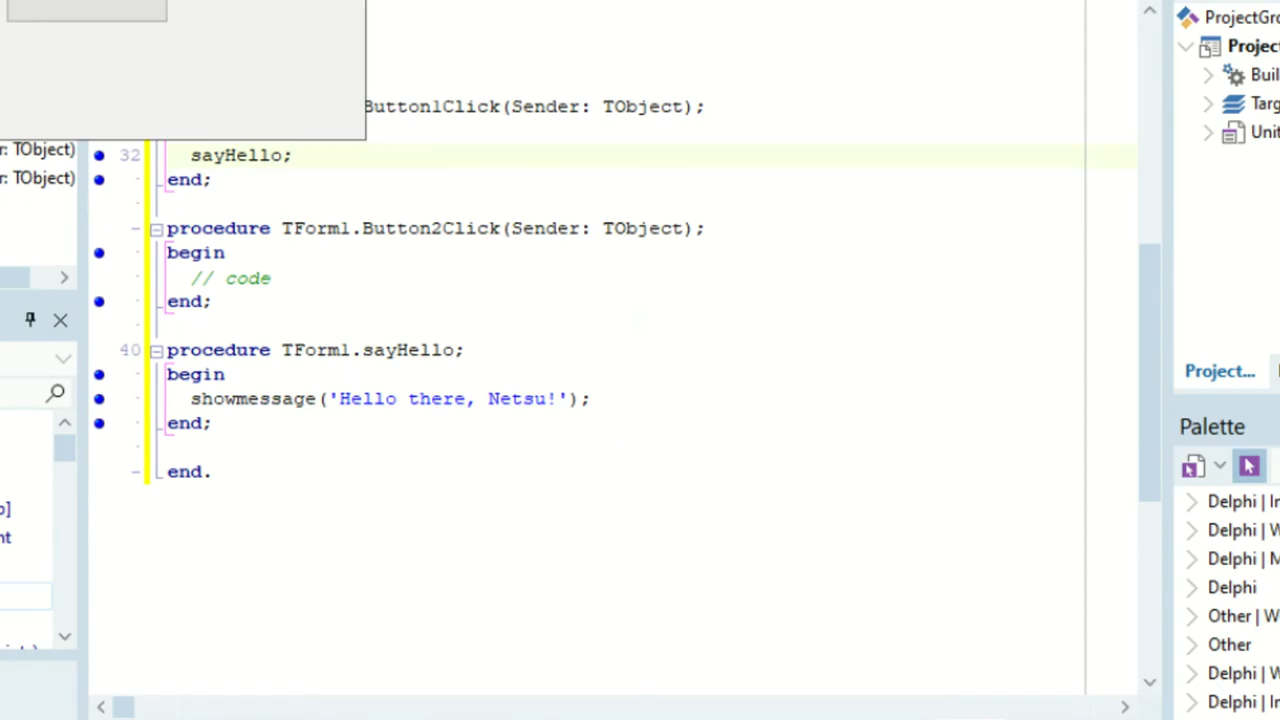 ProjectGro
Project
Buil
Targ
Unit
Button1Click(Sender: TObject);
r: TObject)
32 sayHello;
r: TObject)
end;
procedure TForm1.Button2Click(Sender: TObject);
begin
// code
end;
40 procedure TForm1.sayHello;
begin
showmessage('Hello there, Netsu!');
end;
end.
Project...
Palette
Delphi | In
Delphi | W
Delphi | M
Delphi
Other | W
Other
Delphi | W
Delphi | In